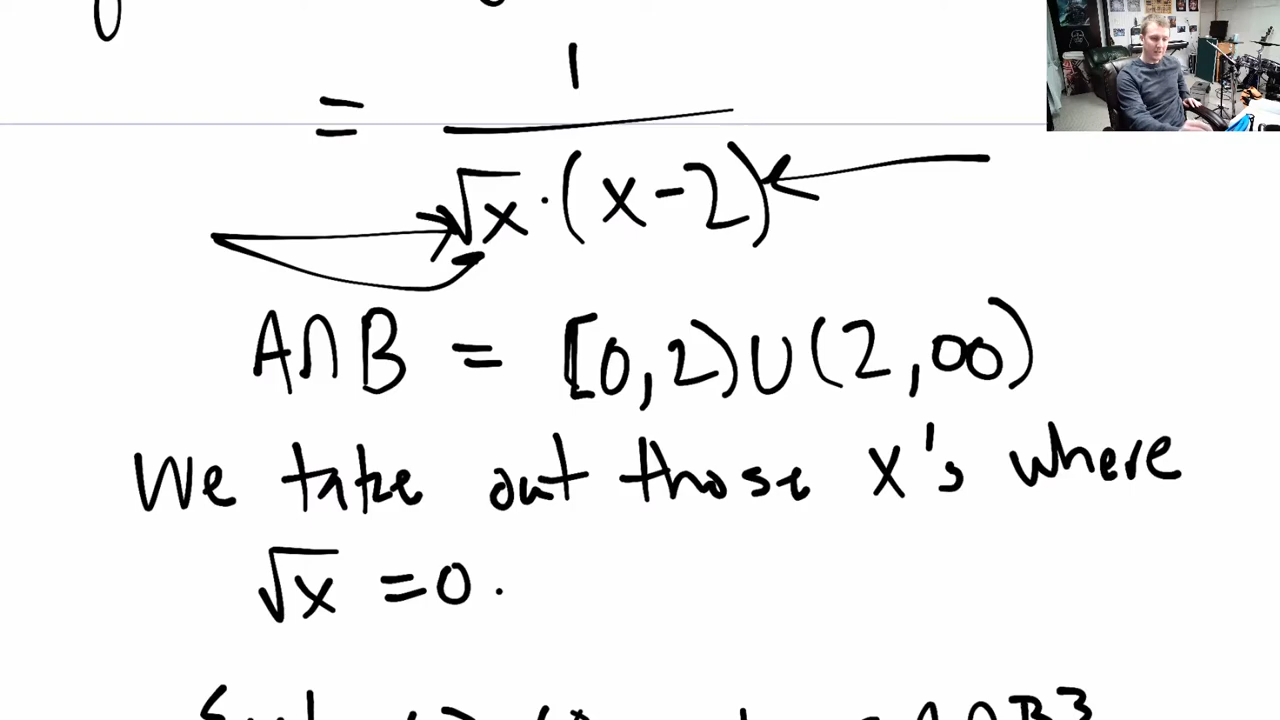 = 1 / √x · (x-2)
A∩B = [0,2)∪(2,∞)
We take out those x's where
√x = 0.